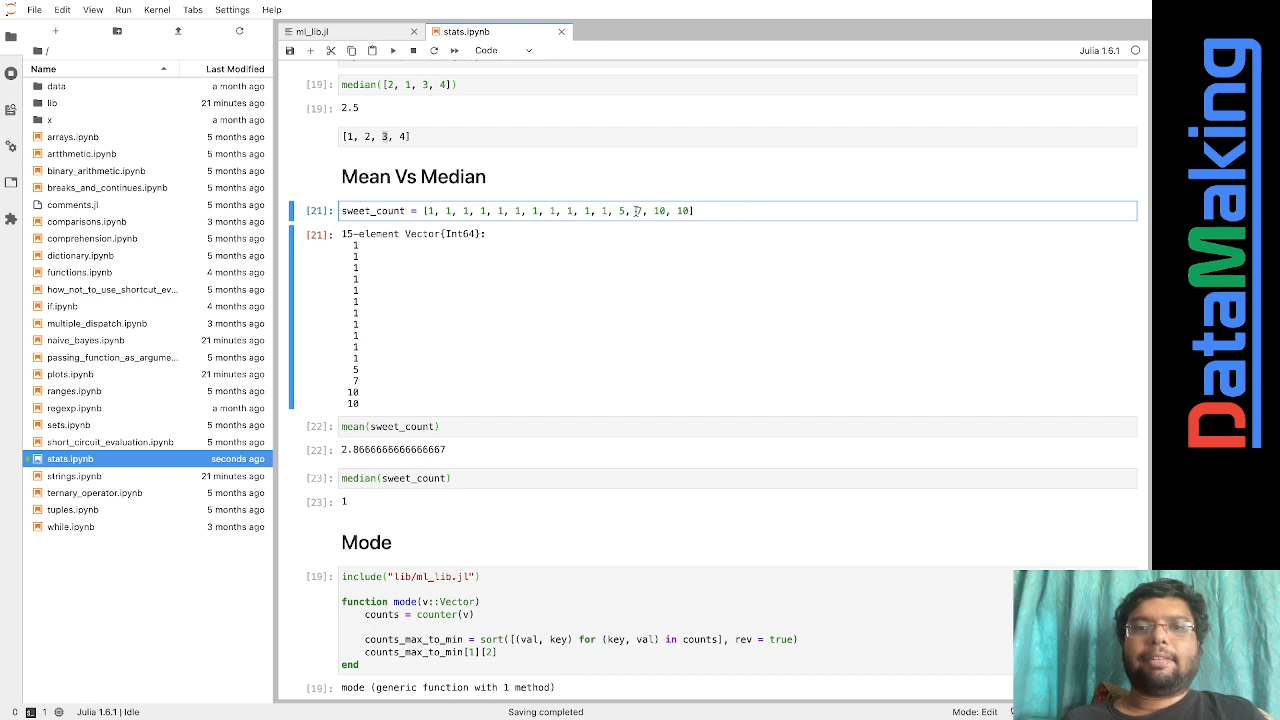 File Edit View Run Kernel Tabs Settings Help
ml_lib.jl
stats.ipynb
Code
Julia 1.6.1
/
Name Last Modified
data a month ago
lib 21 minutes ago
x a month ago
arrays.ipynb 5 months ago
artthmetic.ipynb 5 months ago
binary_arithmetic.ipynb 5 months ago
breaks_and_continues.ipynb 5 months ago
comments.jl 5 months ago
comparisons.ipynb 3 months ago
comprehension.ipynb 5 months ago
dictionary.ipynb 5 months ago
functions.ipynb 4 months ago
how_not_to_use_shortcut_ev... 5 months ago
if.ipynb 4 months ago
multiple_dispatch.ipynb 3 months ago
naive_bayes.ipynb 21 minutes ago
passing_function_as_argume... 5 months ago
plots.ipynb 21 minutes ago
ranges.ipynb 5 months ago
regexp.ipynb a month ago
sets.ipynb 5 months ago
short_circuit_evaluation.ipynb 5 months ago
stats.ipynb seconds ago
strings.ipynb 21 minutes ago
ternary_operator.ipynb 5 months ago
tuples.ipynb 5 months ago
while.ipynb 3 months ago
[19]: median([2, 1, 3, 4])
[19]: 2.5
[1, 2, 3, 4]
Mean Vs Median
[21]: sweet_count = [1, 1, 1, 1, 1, 1, 1, 1, 1, 1, 1, 5, 7, 10, 10]
[21]: 15-element Vector{Int64}:
1
1
1
1
1
1
1
1
1
1
1
5
7
10
10
[22]: mean(sweet_count)
[22]: 2.8666666666666667
[23]: median(sweet_count)
[23]: 1
Mode
[19]: include("lib/ml_lib.jl")
function mode(v::Vector)
counts = counter(v)
counts_max_to_min = sort([(val, key) for (key, val) in counts], rev = true)
counts_max_to_min[1][2]
end
[19]: mode (generic function with 1 method)
0 1 Julia 1.6.1 | Idle Saving completed Mode: Edit
DataMaking